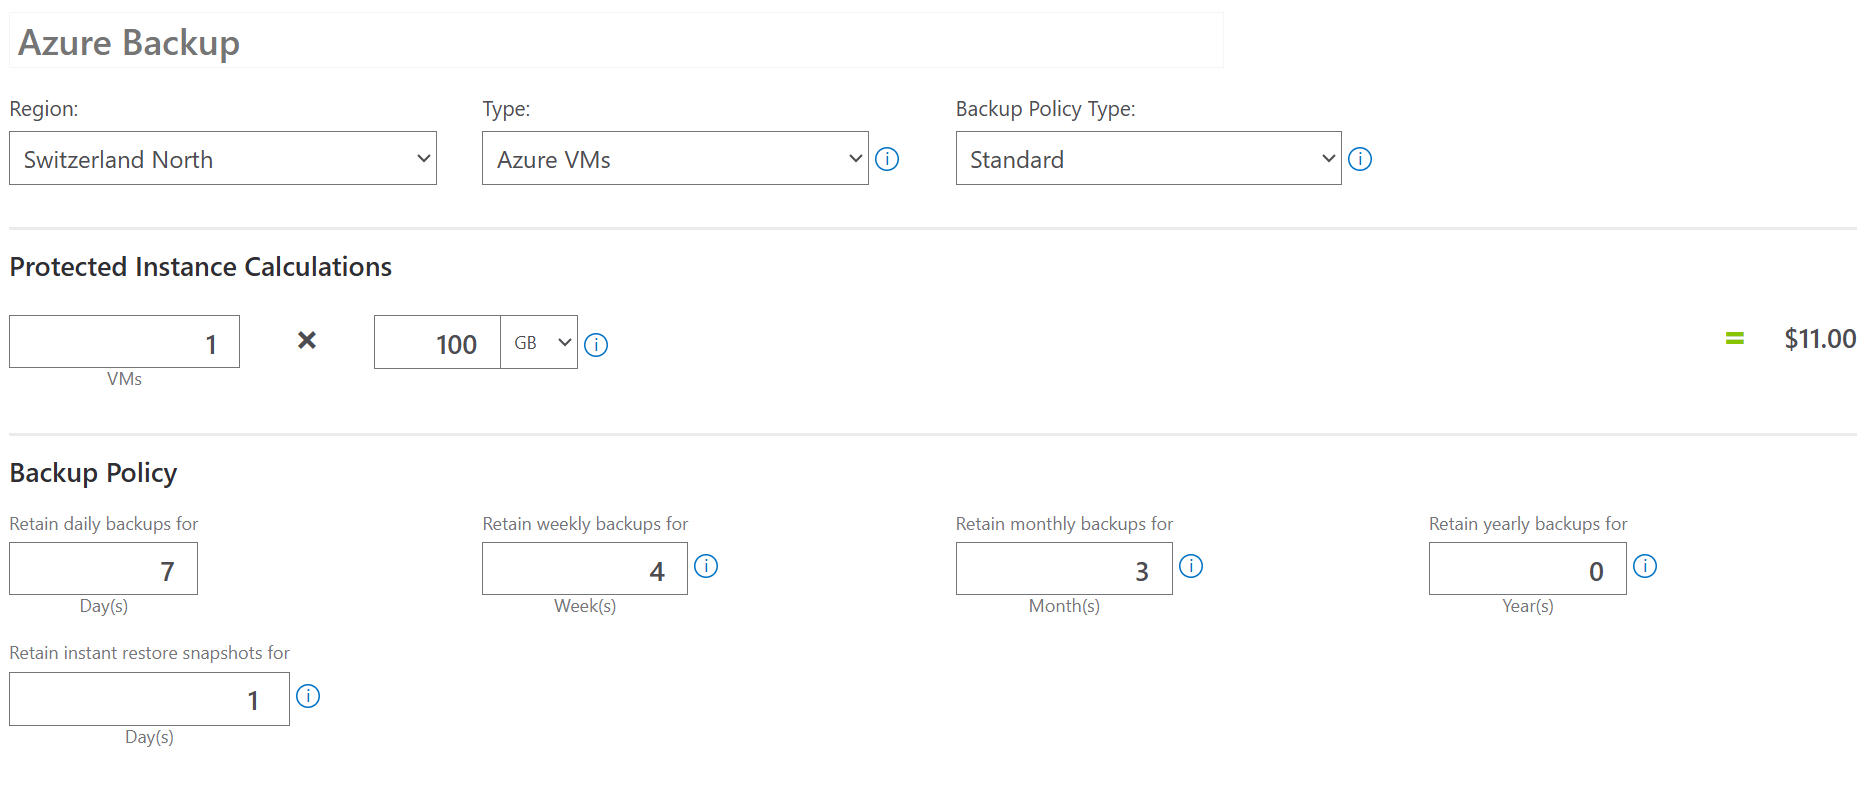 Azure Backup
Region: Type: Backup Policy Type:
Switzerland North Azure VMs Standard
Protected Instance Calculations
1 × 100 GB = $11.00
VMs
Backup Policy
Retain daily backups for Retain weekly backups for Retain monthly backups for Retain yearly backups for
7 4 3 0
Day(s) Week(s) Month(s) Year(s)
Retain instant restore snapshots for
1
Day(s)